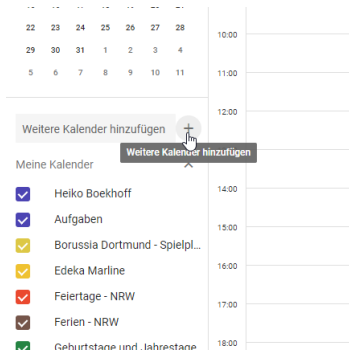 22 23 24 25 26 27 28
29 30 31 1 2 3 4
5 6 7 8 9 10 11
Weitere Kalender hinzufügen
Weitere Kalender hinzufügen
Meine Kalender
Heiko Boekhoff
Aufgaben
Borussia Dortmund - Spielpl...
Edeka Marline
Feiertage - NRW
Ferien - NRW
Geburtstage und Jahrestage
10:00
11:00
12:00
14:00
15:00
16:00
17:00
18:00